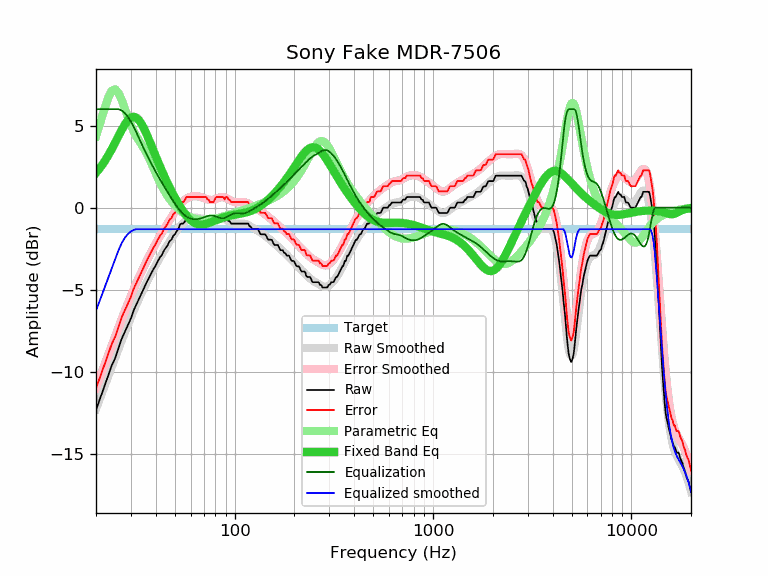 Sony Fake MDR-7506
Amplitude (dBr)
5
0
−5
−10
−15
Target
Raw Smoothed
Error Smoothed
Raw
Error
Parametric Eq
Fixed Band Eq
Equalization
Equalized smoothed
100
1000
10000
Frequency (Hz)